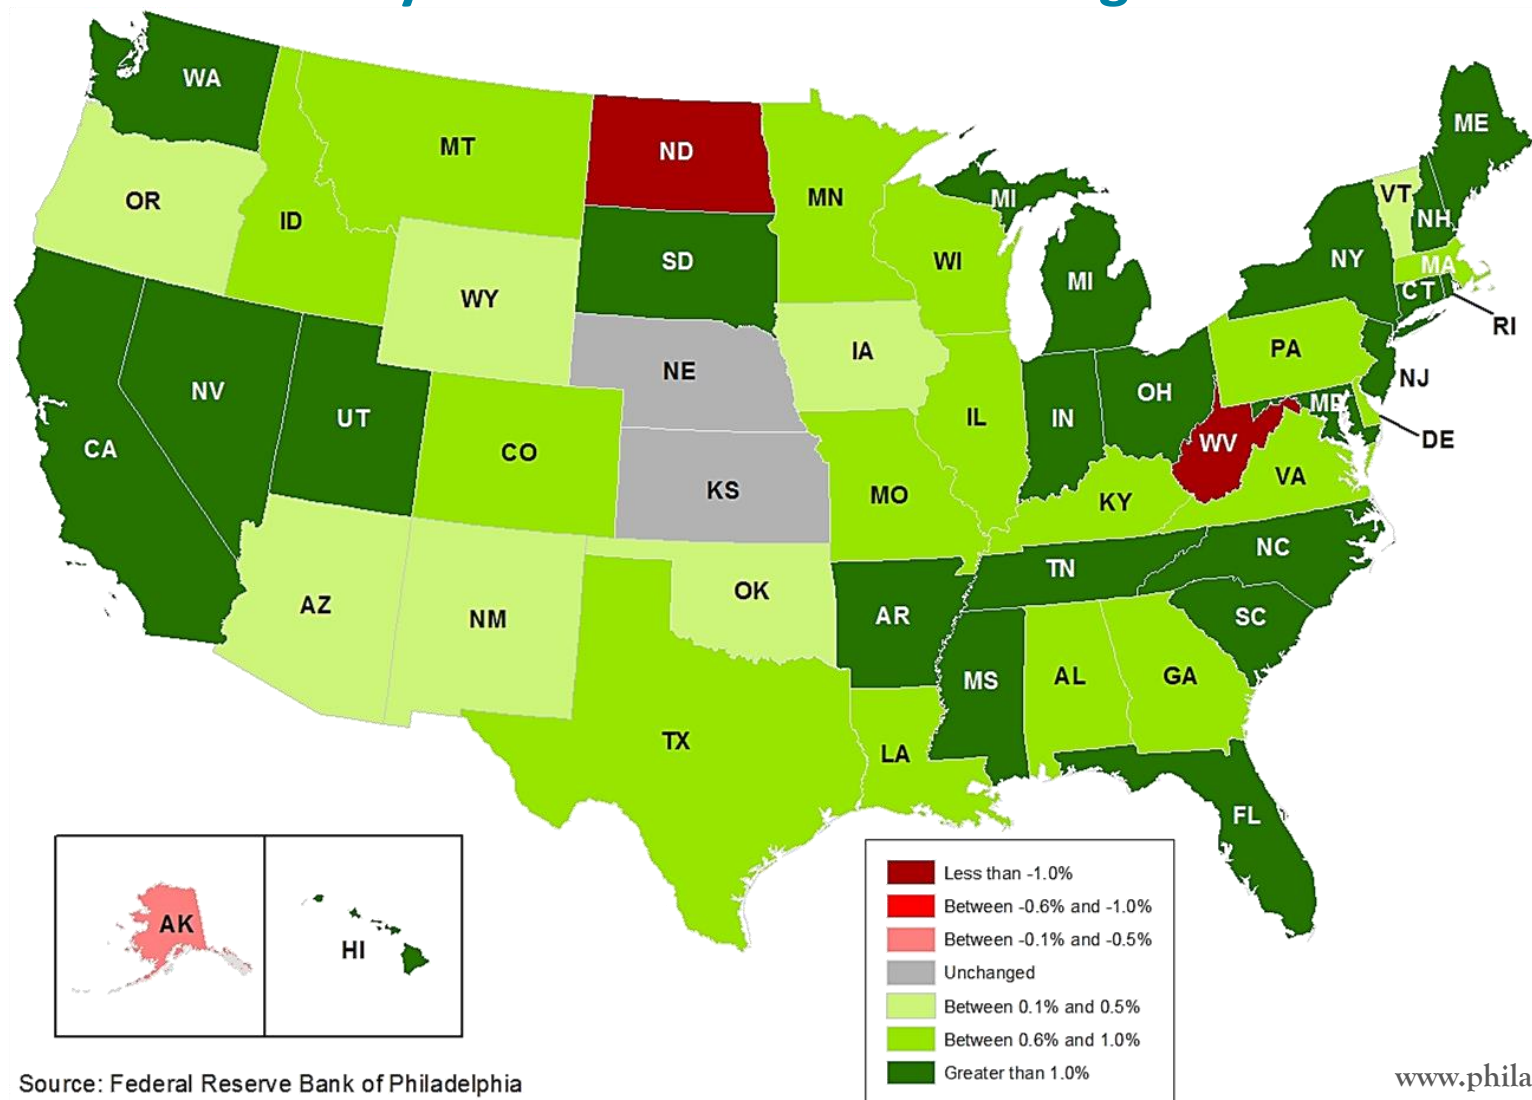 WA
MT
ND
ME
OR
ID
MN
MI
VT
NH
SD
WI
NY
MA
WY
MI
CT
RI
IA
PA
NE
NJ
NV
OH
MD
UT
IL
IN
DE
CA
CO
WV
KS
MO
KY
VA
NC
TN
AZ
OK
NM
AR
SC
MS
AL
GA
TX
LA
FL
AK
HI
Less than -1.0%
Between -0.6% and -1.0%
Between -0.1% and -0.5%
Unchanged
Between 0.1% and 0.5%
Between 0.6% and 1.0%
Greater than 1.0%
Source: Federal Reserve Bank of Philadelphia
www.phila